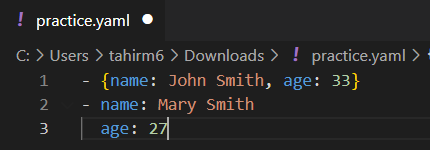 ! practice.yaml
C: > Users > tahirm6 > Downloads > ! practice.yaml >
1 - {name: John Smith, age: 33}
2 - name: Mary Smith
3 age: 27